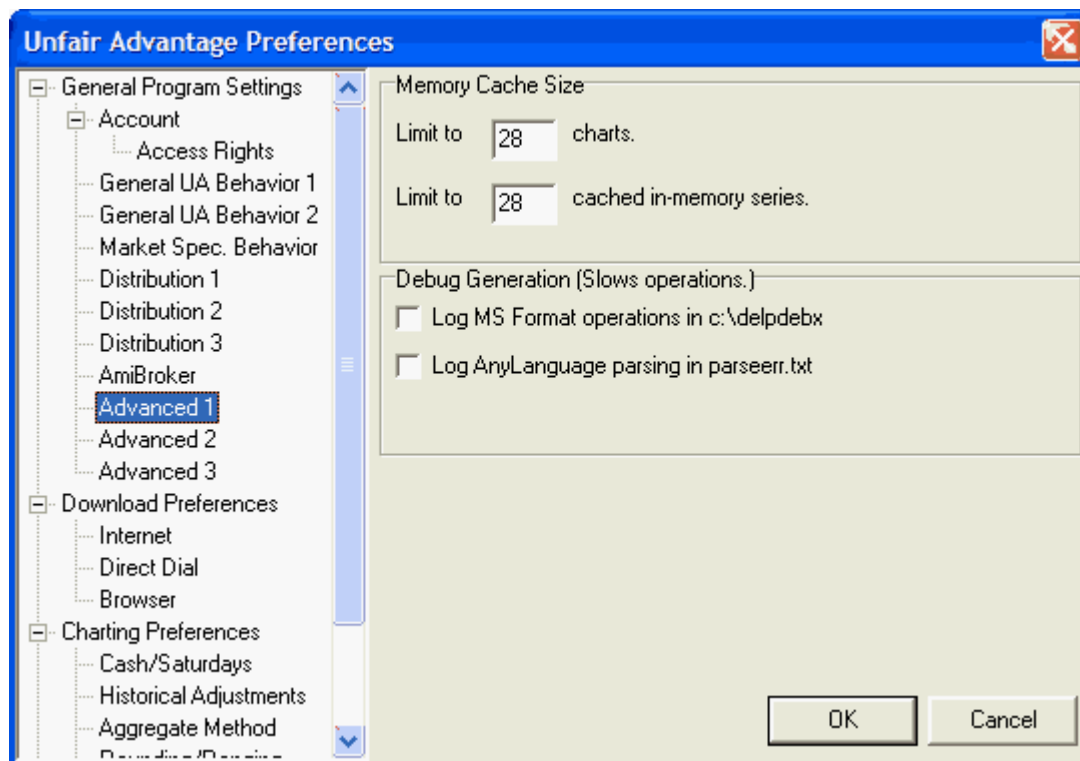 Unfair Advantage Preferences
General Program Settings
Account
Access Rights
General UA Behavior 1
General UA Behavior 2
Market Spec. Behavior
Distribution 1
Distribution 2
Distribution 3
AmiBroker
Advanced 1
Advanced 2
Advanced 3
Download Preferences
Internet
Direct Dial
Browser
Charting Preferences
Cash/Saturdays
Historical Adjustments
Aggregate Method
Memory Cache Size
Limit to 28 charts.
Limit to 28 cached in-memory series.
Debug Generation (Slows operations.)
Log MS Format operations in c:\delpdebx
Log AnyLanguage parsing in parseerr.txt
OK Cancel